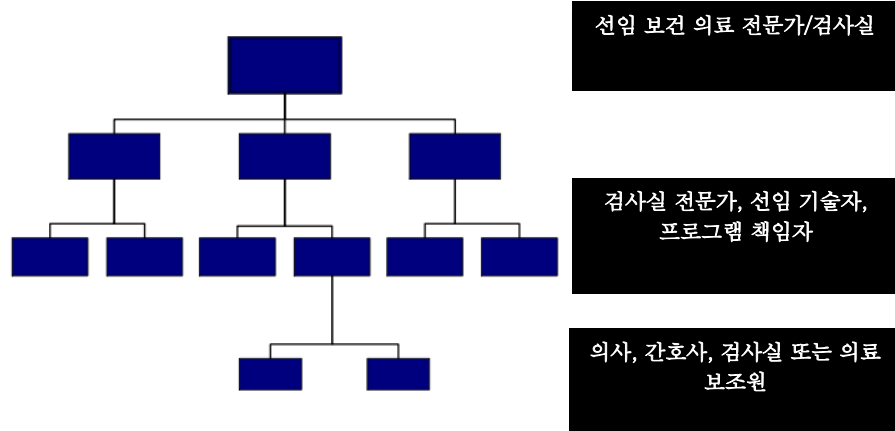 선임 보건 의료 전문가/검사실
검사실 전문가, 선임 기술자,
프로그램 책임자
의사, 간호사, 검사실 또는 의료
보조원